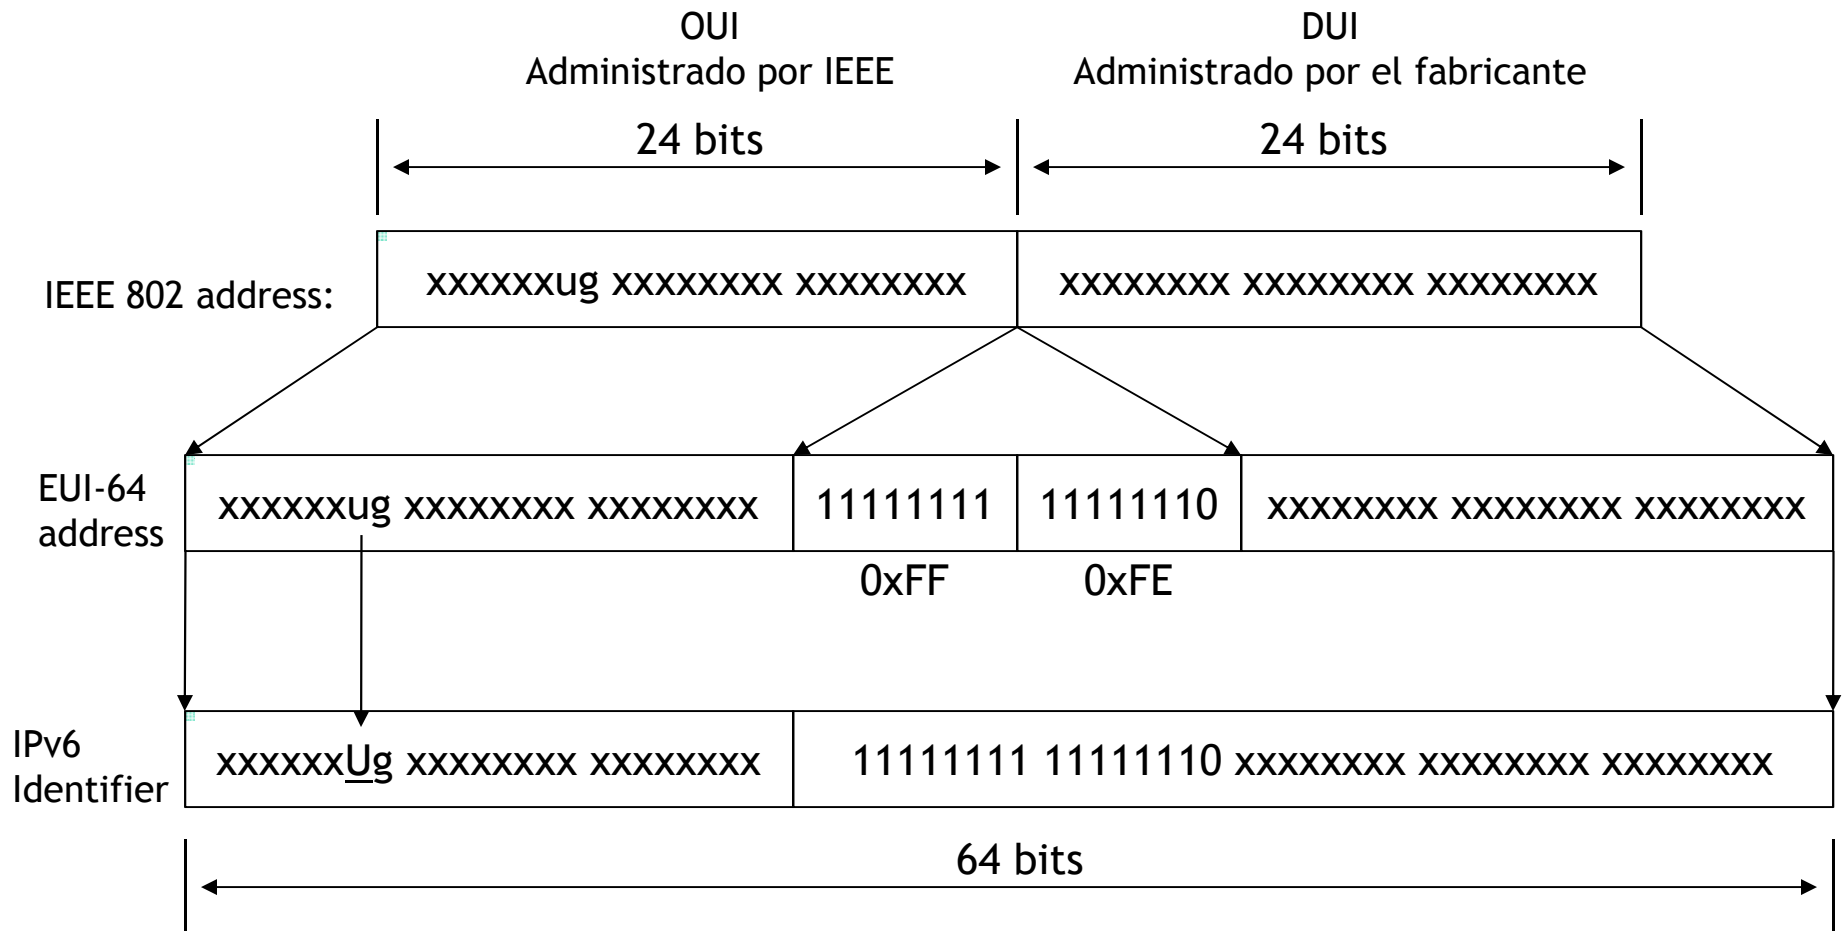 OUI
Administrado por IEEE
DUI
Administrado por el fabricante
24 bits
24 bits
IEEE 802 address:
xxxxxxug xxxxxxxx xxxxxxxx
xxxxxxxx xxxxxxxx xxxxxxxx
EUI-64
address
xxxxxxug xxxxxxxx xxxxxxxx
11111111
11111110
xxxxxxxx xxxxxxxx xxxxxxxx
0xFF
0xFE
IPv6
Identifier
xxxxxxUg xxxxxxxx xxxxxxxx
11111111 11111110 xxxxxxxx xxxxxxxx xxxxxxxx
64 bits